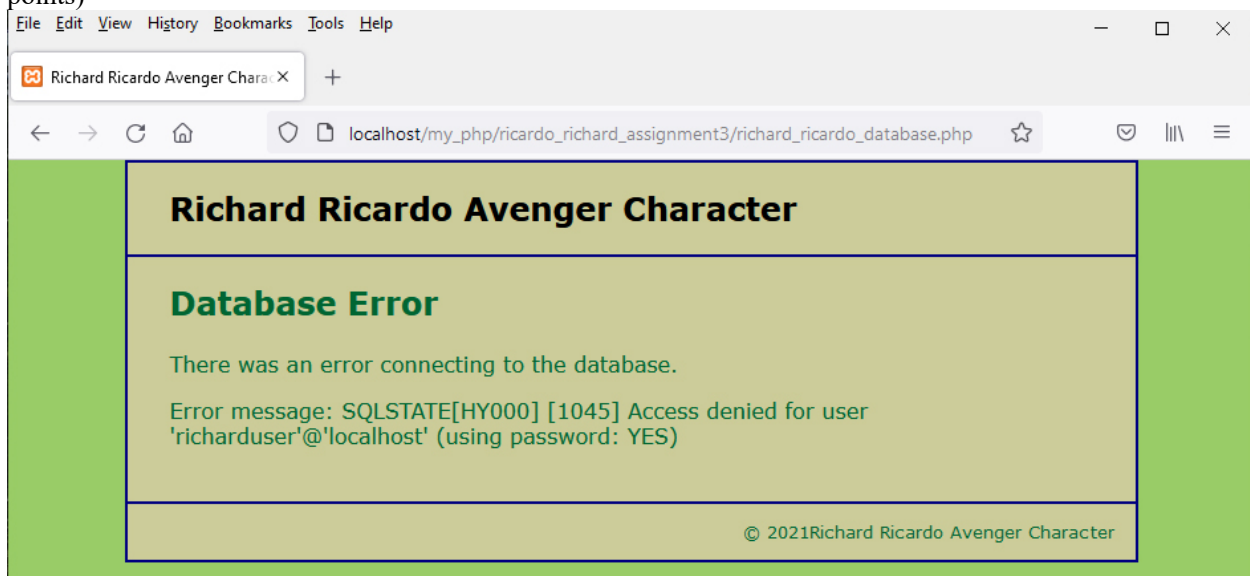 points)
File Edit View History Bookmarks Tools Help
Richard Ricardo Avenger Charac
localhost/my_php/ricardo_richard_assignment3/richard_ricardo_database.php
Richard Ricardo Avenger Character
Database Error
There was an error connecting to the database.
Error message: SQLSTATE[HY000] [1045] Access denied for user
'richarduser'@'localhost' (using password: YES)
© 2021Richard Ricardo Avenger Character